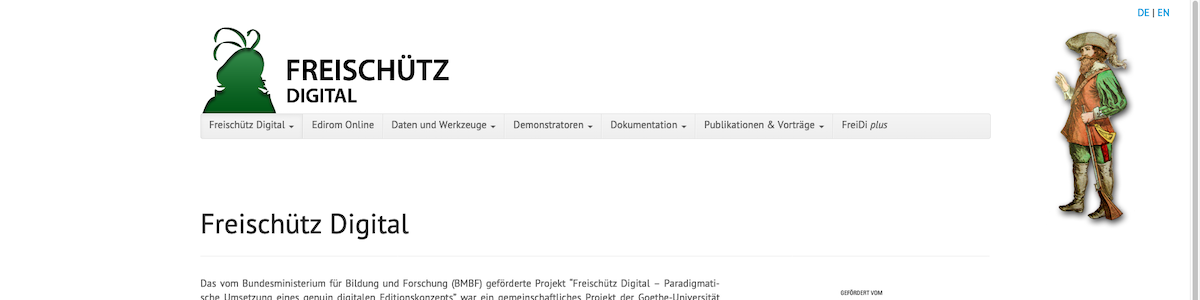 DE | EN
FREISCHÜTZ
DIGITAL
Freischütz Digital Edirom Online Daten und Werkzeuge Demonstratoren Dokumentation Publikationen & Vorträge FreiDi plus
Freischütz Digital
Das vom Bundesministerium für Bildung und Forschung (BMBF) geförderte Projekt "Freischütz Digital – Paradigmati-
sche Umsetzung eines genuin digitalen Editionskonzepts" war ein gemeinschaftliches Projekt der Goethe-Universität
GEFÖRDERT VOM